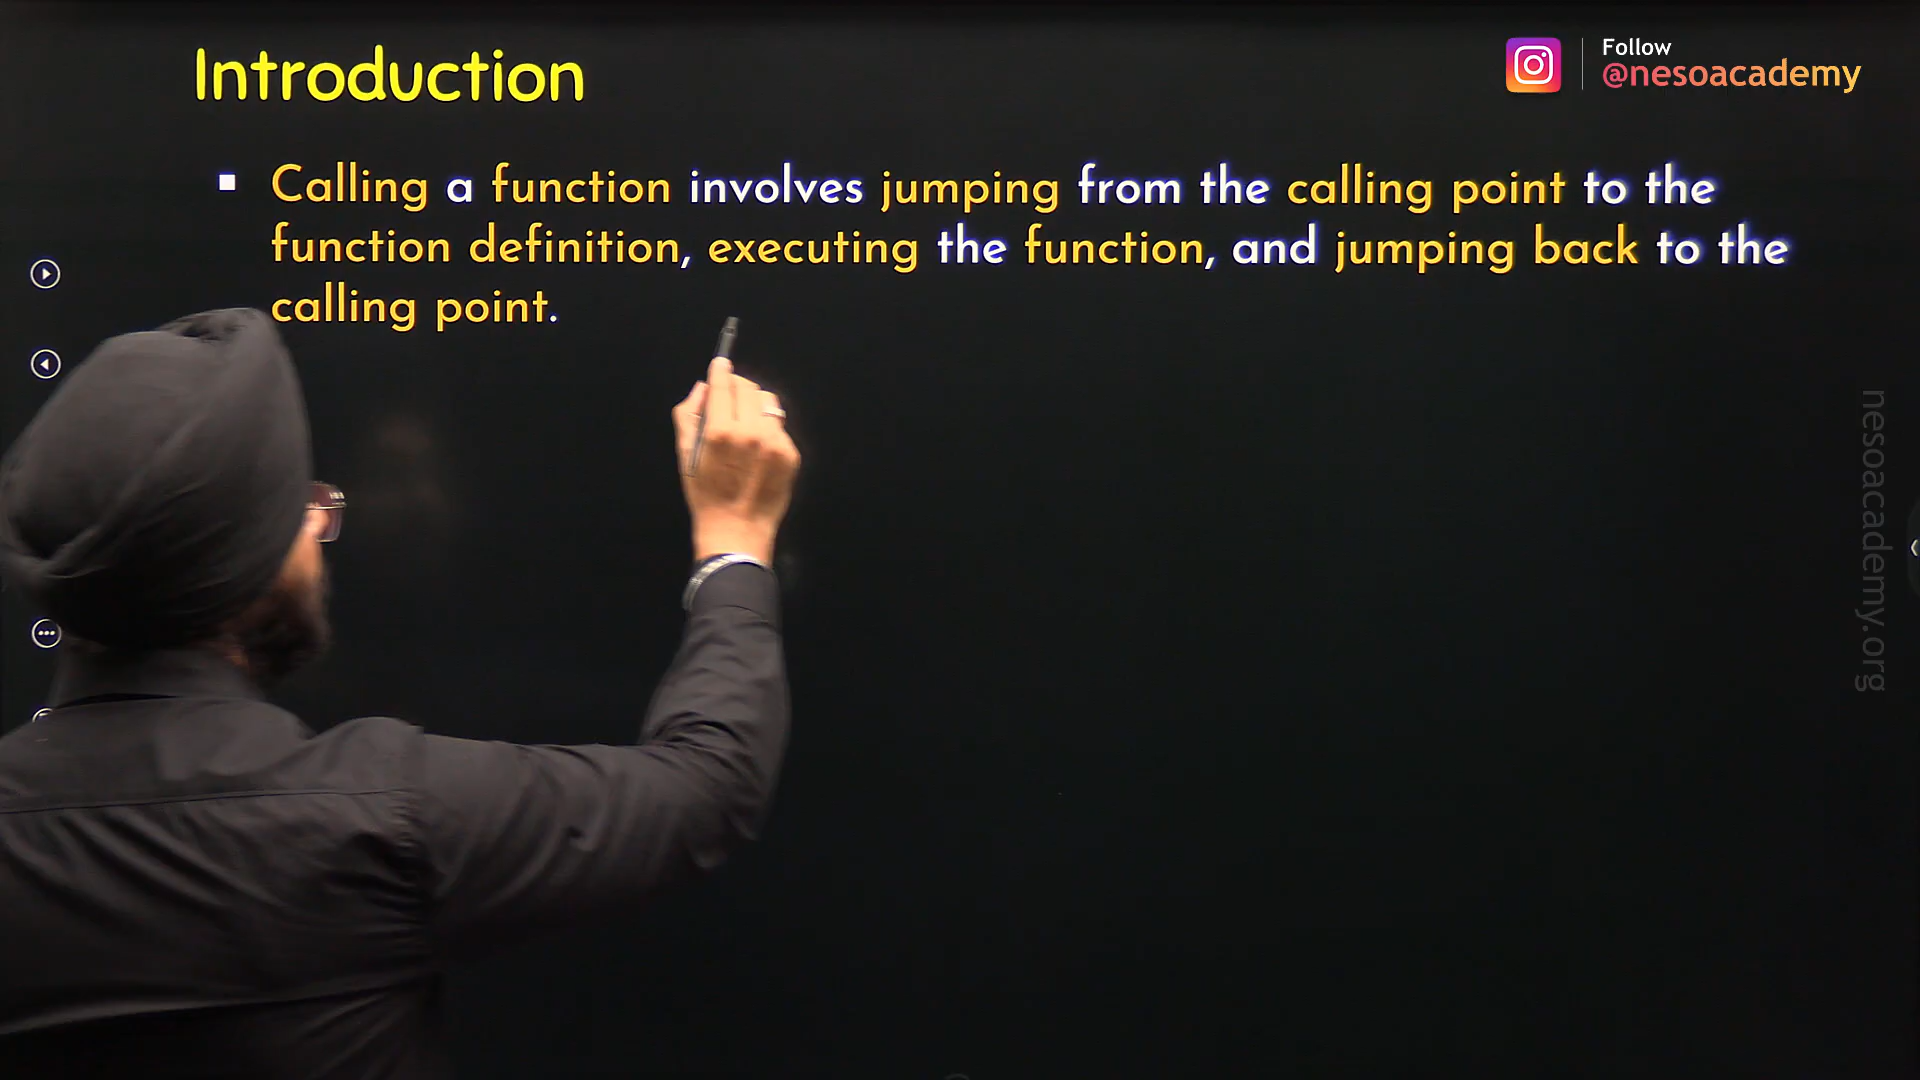 Introduction
Follow
@nesoacademy
▪ Calling a function involves jumping from the calling point to the
function definition, executing the function, and jumping back to the
calling point.
nesoacademy.org